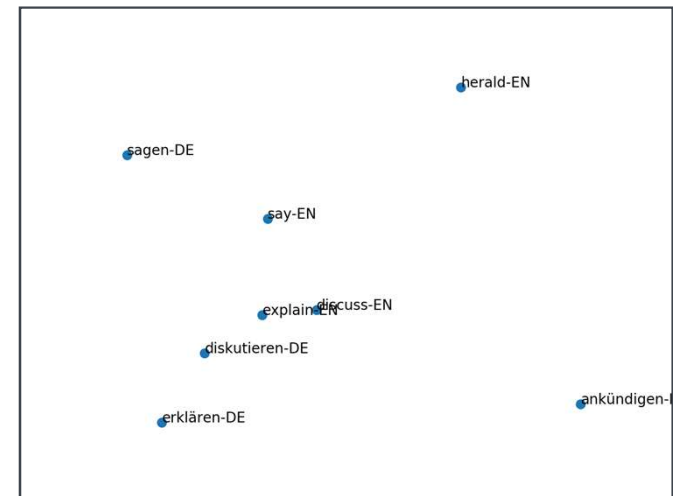 herald-EN
sagen-DE
say-EN
discuss-EN
explain-EN
diskutieren-DE
ankündigen-
erklären-DE